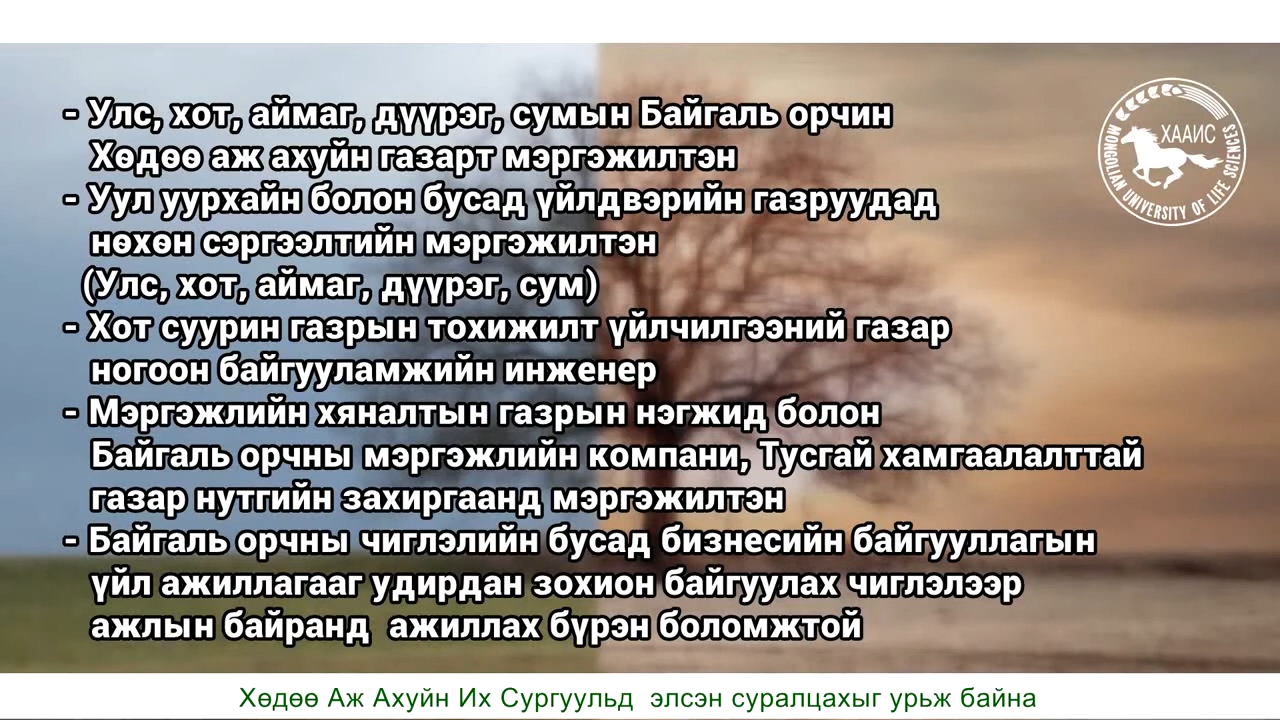 - Улс, хот, аймаг, дүүрэг, сумын Байгаль орчин
Хөдөө аж ахуйн газарт мэргэжилтэн
- Уул уурхайн болон бусад үйлдвэрийн газруудад
нөхөн сэргээлтийн мэргэжилтэн
(Улс, хот, аймаг, дүүрэг, сум)
- Хот суурин газрын тохижилт үйлчилгээний газар
ногоон байгууламжийн инженер
- Мэргэжлийн хяналтын газрын нэгжид болон
Байгаль орчны мэргэжлийн компани, Тусгай хамгаалалттай
газар нутгийн захиргаанд мэргэжилтэн
- Байгаль орчны чиглэлийн бусад бизнесийн байгууллагын
үйл ажиллагааг удирдан зохион байгуулах чиглэлээр
ажлын байранд ажиллах бүрэн боломжтой
ХААИС
MONGOLIAN UNIVERSITY OF LIFE SCIENCES
Хөдөө Аж Ахуйн Их Сургуульд элсэн суралцахыг урьж байна